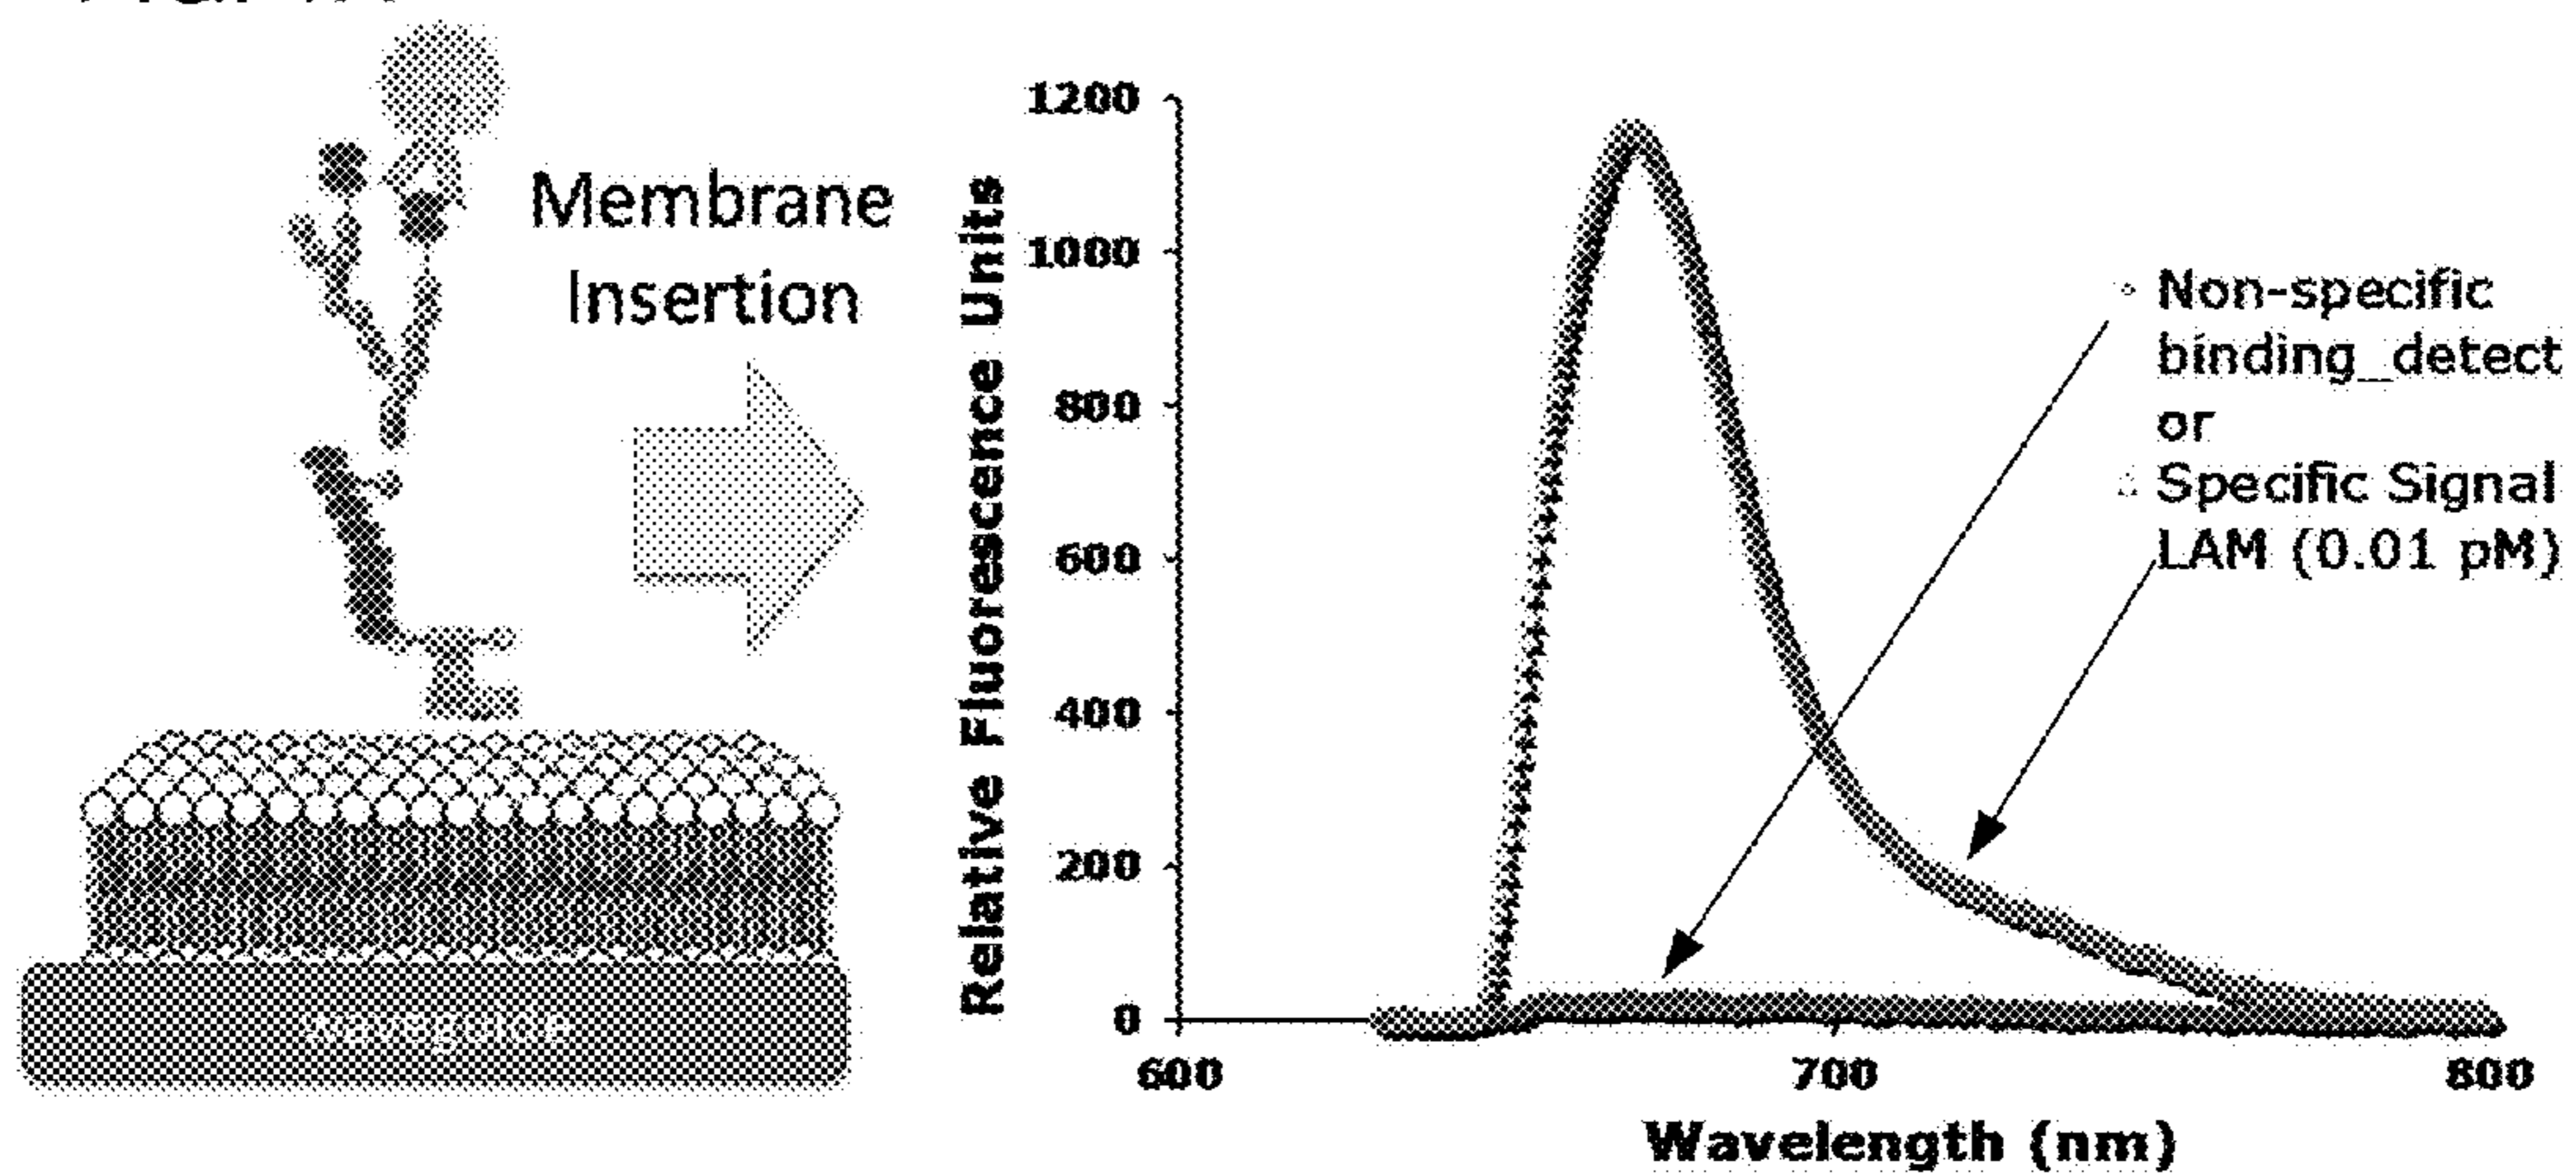 Membrane
Insertion
waveguide
Relative Fluorescence Units
1200
1000
800
600
400
200
0
600
700
800
Wavelength (nm)
Non-specific
binding_detect
or
Specific Signal
LAM (0.01 pM)